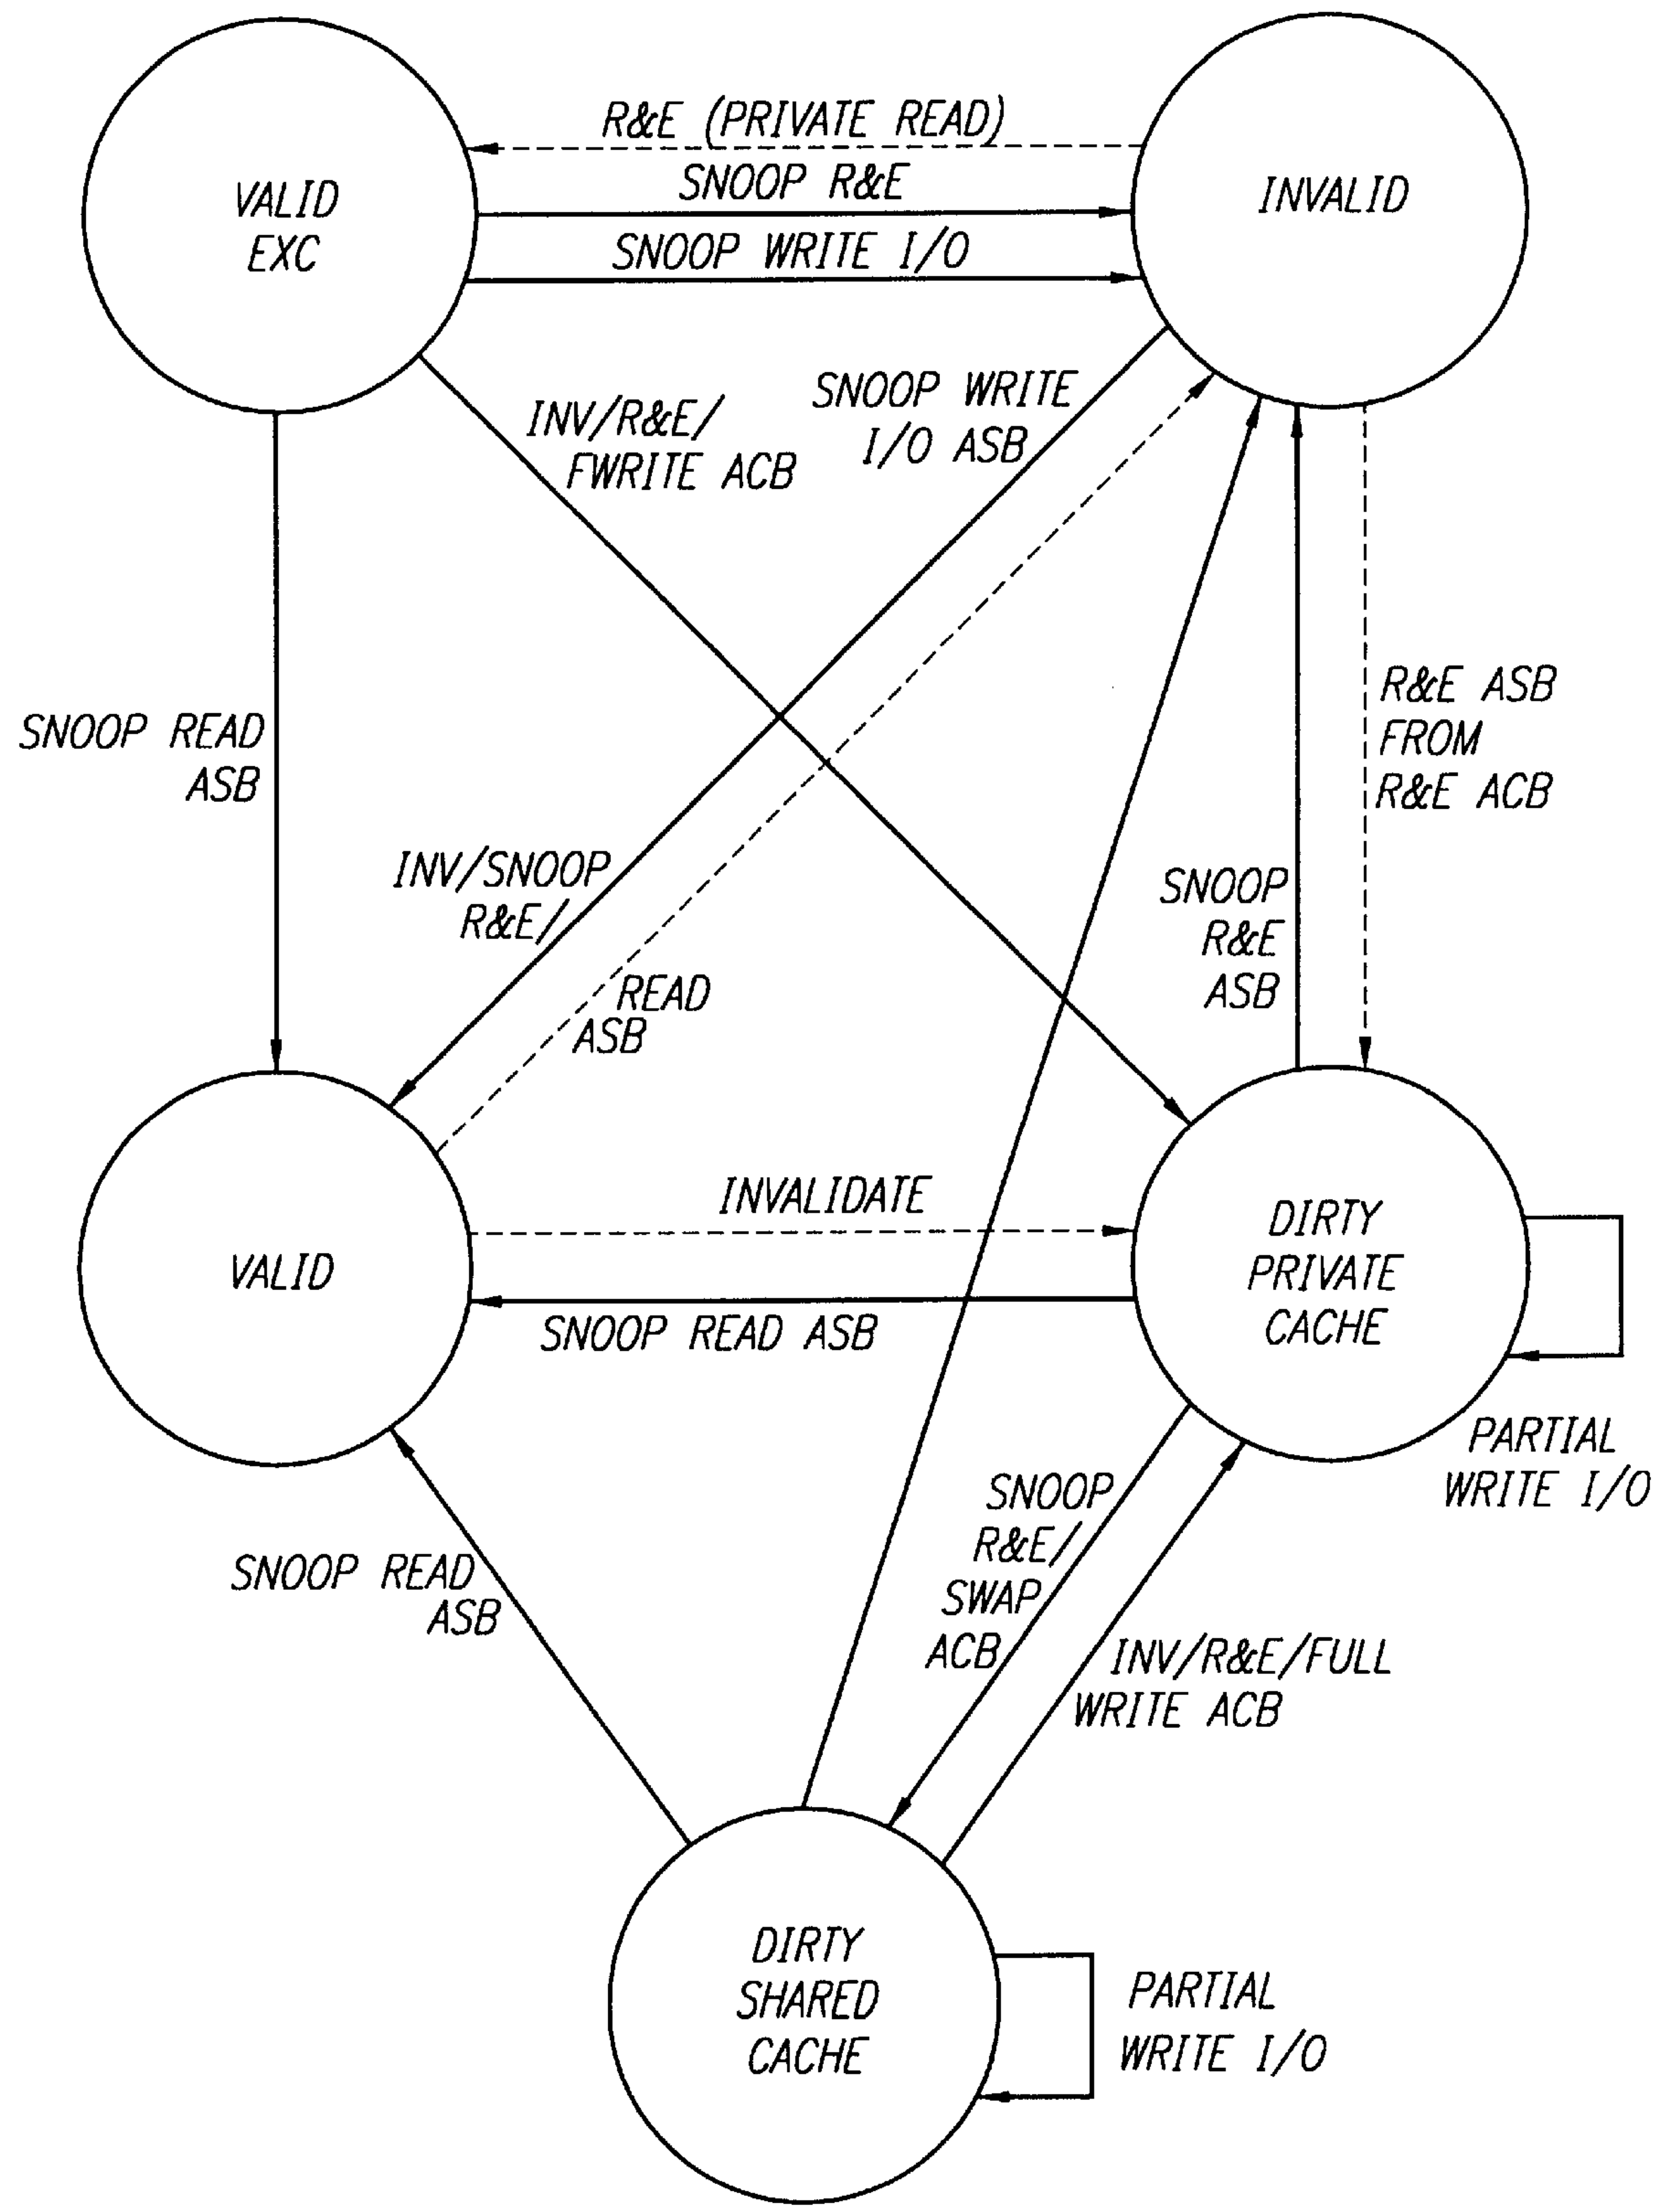 R&E (PRIVATE READ)
VALID
EXC
SNOOP R&E
INVALID
SNOOP WRITE I/O
INV/R&E/
FWRITE ACB
SNOOP WRITE
I/O ASB
SNOOP READ
ASB
R&E ASB
FROM
R&E ACB
INV/SNOOP
R&E/
SNOOP
R&E
ASB
READ
ASB
INVALIDATE
VALID
DIRTY
PRIVATE
CACHE
SNOOP READ ASB
PARTIAL
WRITE I/O
SNOOP
R&E/
SWAP
ACB
SNOOP READ
ASB
INV/R&E/FULL
WRITE ACB
DIRTY
SHARED
CACHE
PARTIAL
WRITE I/O